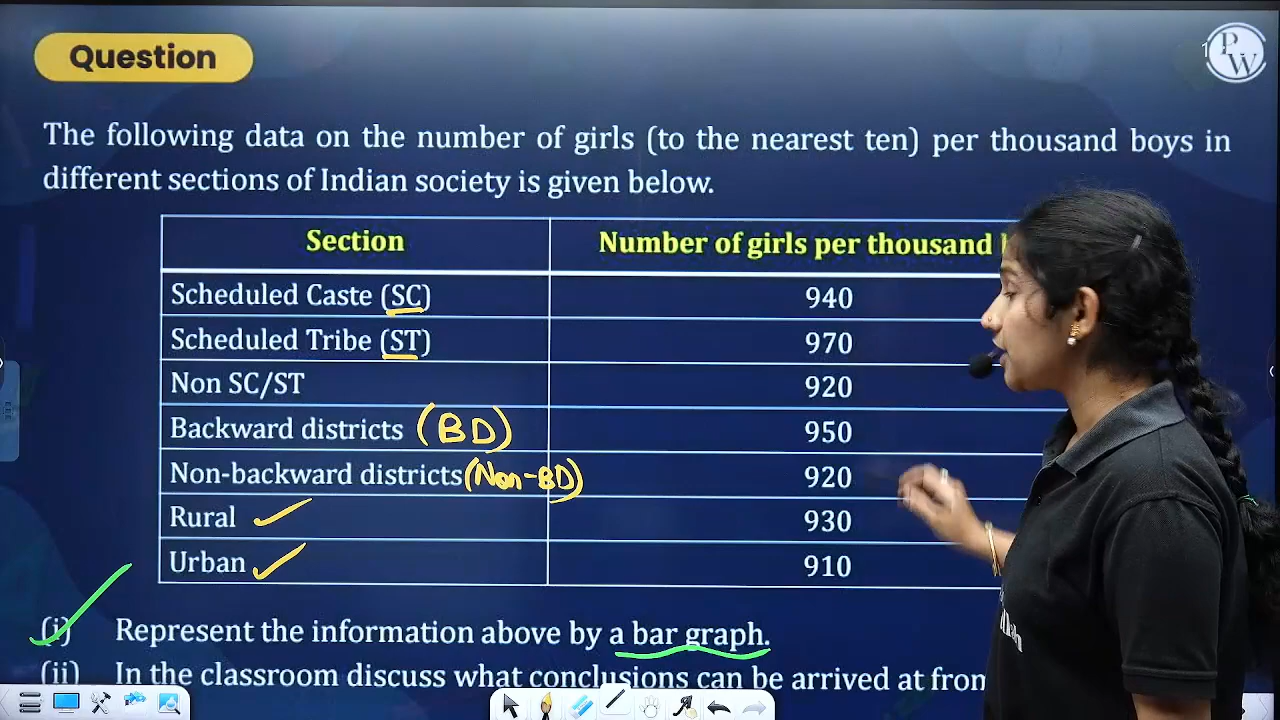 Question
PW
The following data on the number of girls (to the nearest ten) per thousand boys in
different sections of Indian society is given below.
Section Number of girls per thousand
Scheduled Caste (SC) 940
Scheduled Tribe (ST) 970
Non SC/ST 920
Backward districts (BD) 950
Non-backward districts (Non-BD) 920
Rural 930
Urban 910
(i) Represent the information above by a bar graph.
(ii) In the classroom discuss what conclusions can be arrived at from